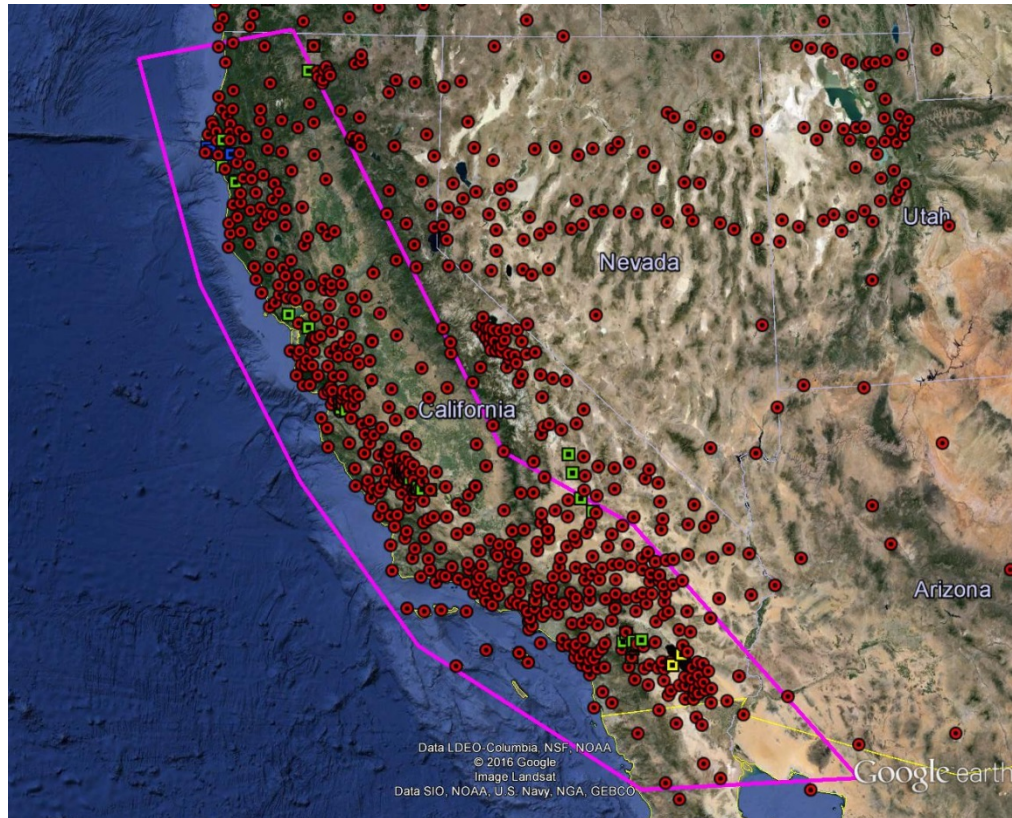 Utah
Nevada
California
Arizona
Data LDEO-Columbia, NSF, NOAA
© 2016 Google
Image Landsat
Data SIO, NOAA, U.S. Navy, NGA, GEBCO
Google earth